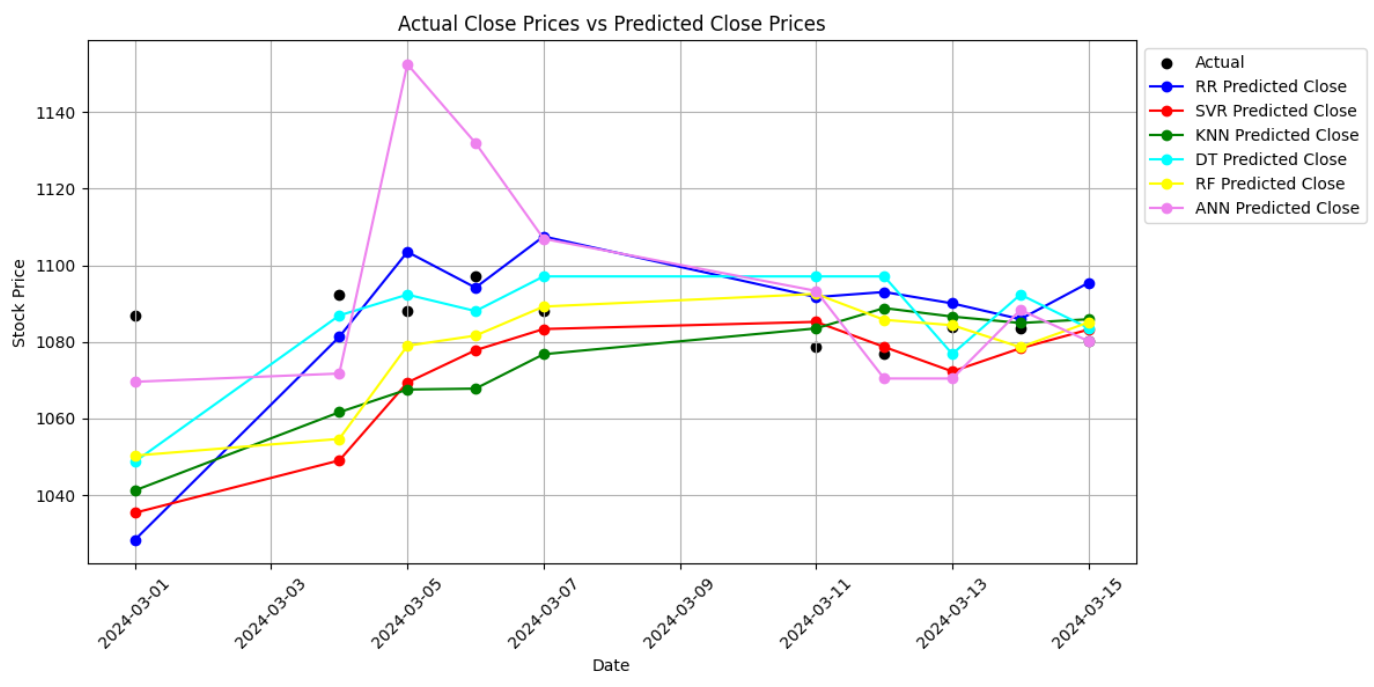 Actual Close Prices vs Predicted Close Prices
Stock Price
1140
1120
1100
1080
1060
1040
2024-03-01
2024-03-03
2024-03-05
2024-03-07
2024-03-09
2024-03-11
2024-03-13
2024-03-15
Date
Actual
RR Predicted Close
SVR Predicted Close
KNN Predicted Close
DT Predicted Close
RF Predicted Close
ANN Predicted Close